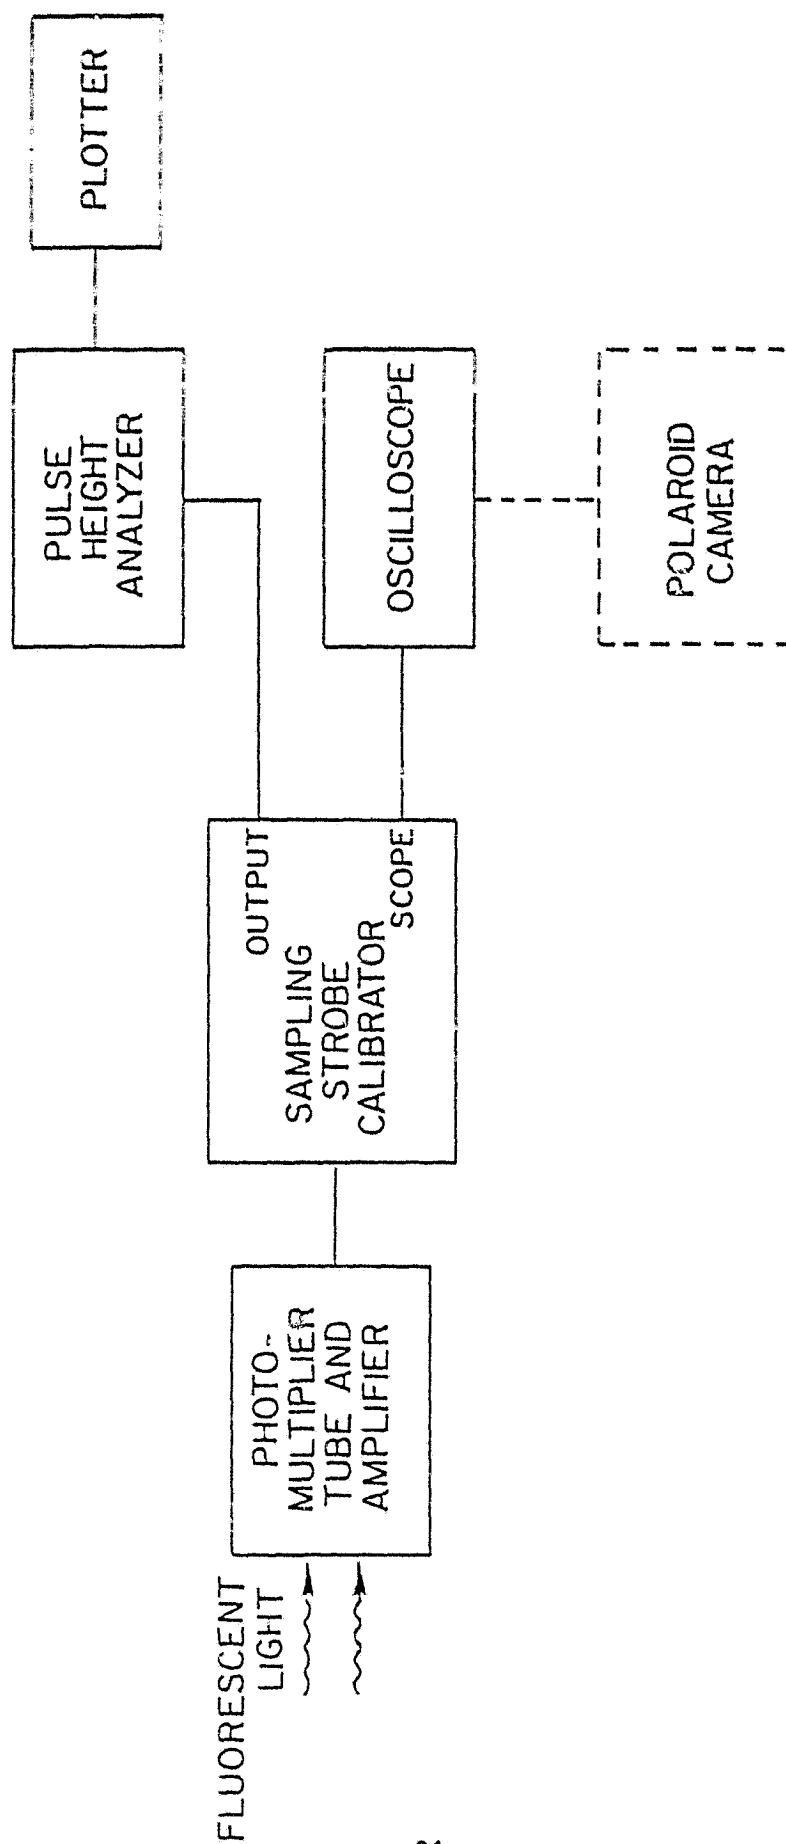 FLUORESCENT
LIGHT
PHOTO-
MULTIPLIER
TUBE AND
AMPLIFIER
SAMPLING
STROBE
CALIBRATOR
OUTPUT
SCOPE
PULSE
HEIGHT
ANALYZER
PLOTTER
OSCILLOSCOPE
POLAROID
CAMERA